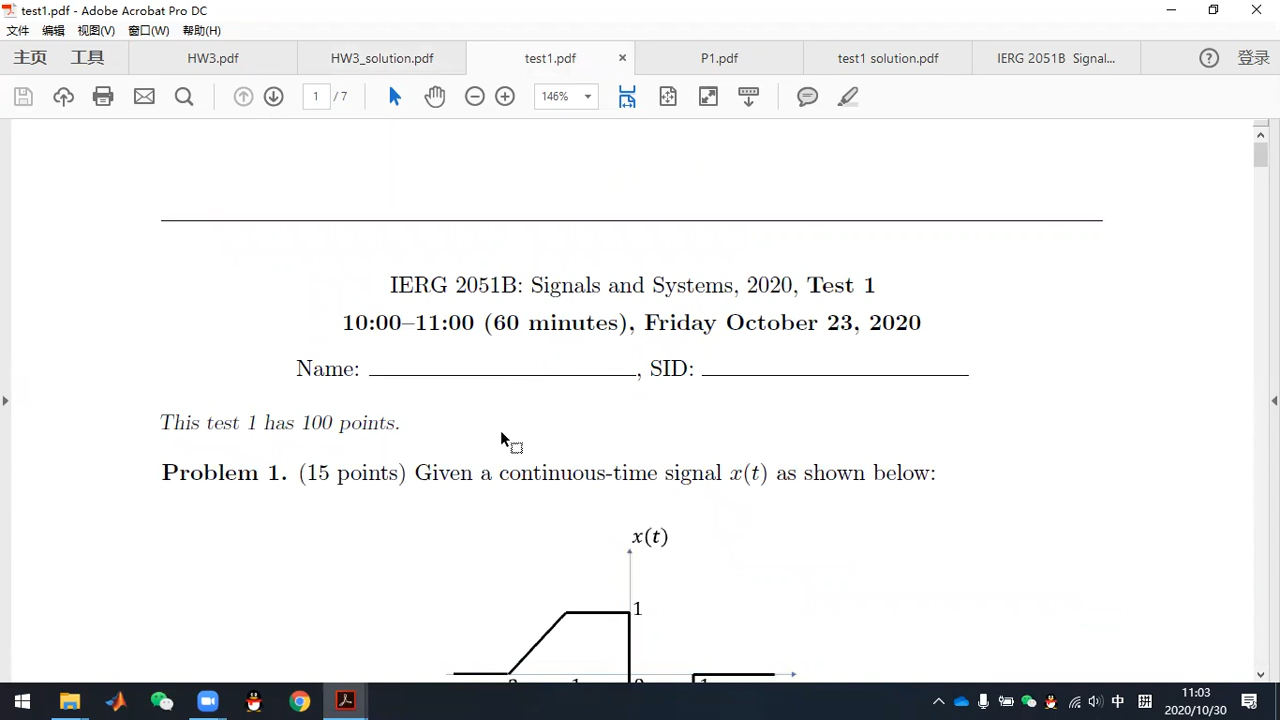 test1.pdf - Adobe Acrobat Pro DC
文件 编辑 视图(V) 窗口(W) 帮助(H)
主页 工具 HW3.pdf HW3_solution.pdf test1.pdf × P1.pdf test1 solution.pdf IERG 2051B Signal... 登录
1 / 7 146%
IERG 2051B: Signals and Systems, 2020, Test 1
10:00–11:00 (60 minutes), Friday October 23, 2020
Name: , SID:
This test 1 has 100 points.
Problem 1. (15 points) Given a continuous-time signal x(t) as shown below:
x(t)
1
中 拼 11:03
2020/10/30